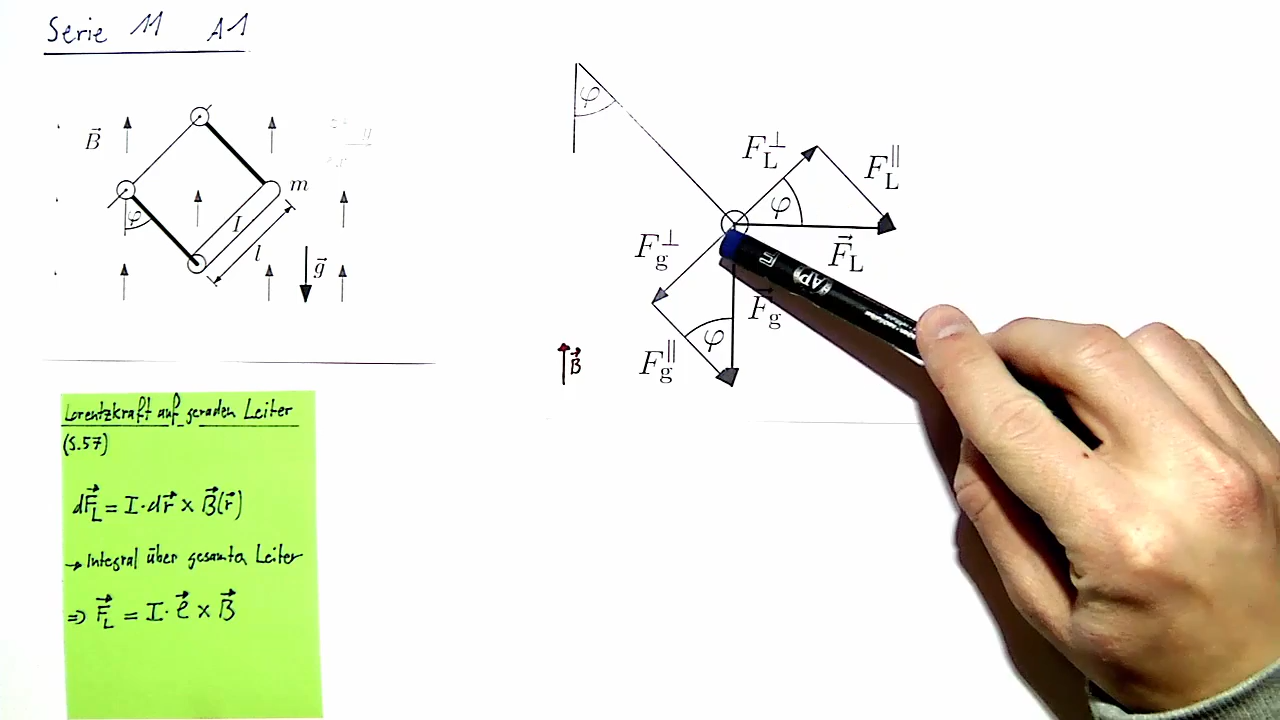 Serie 11 A1
B⃗
φ
m
I
l
g⃗
φ
F_L^⊥
F_L^∥
φ
F⃗_L
F_g^⊥
F⃗_g
φ
F_g^∥
B⃗
Lorentzkraft auf geraden Leiter
(S.57)
dF⃗_L = I·dr⃗ × B⃗(r⃗)
→ Integral über gesamten Leiter
⇒ F⃗_L = I·ℓ⃗ × B⃗